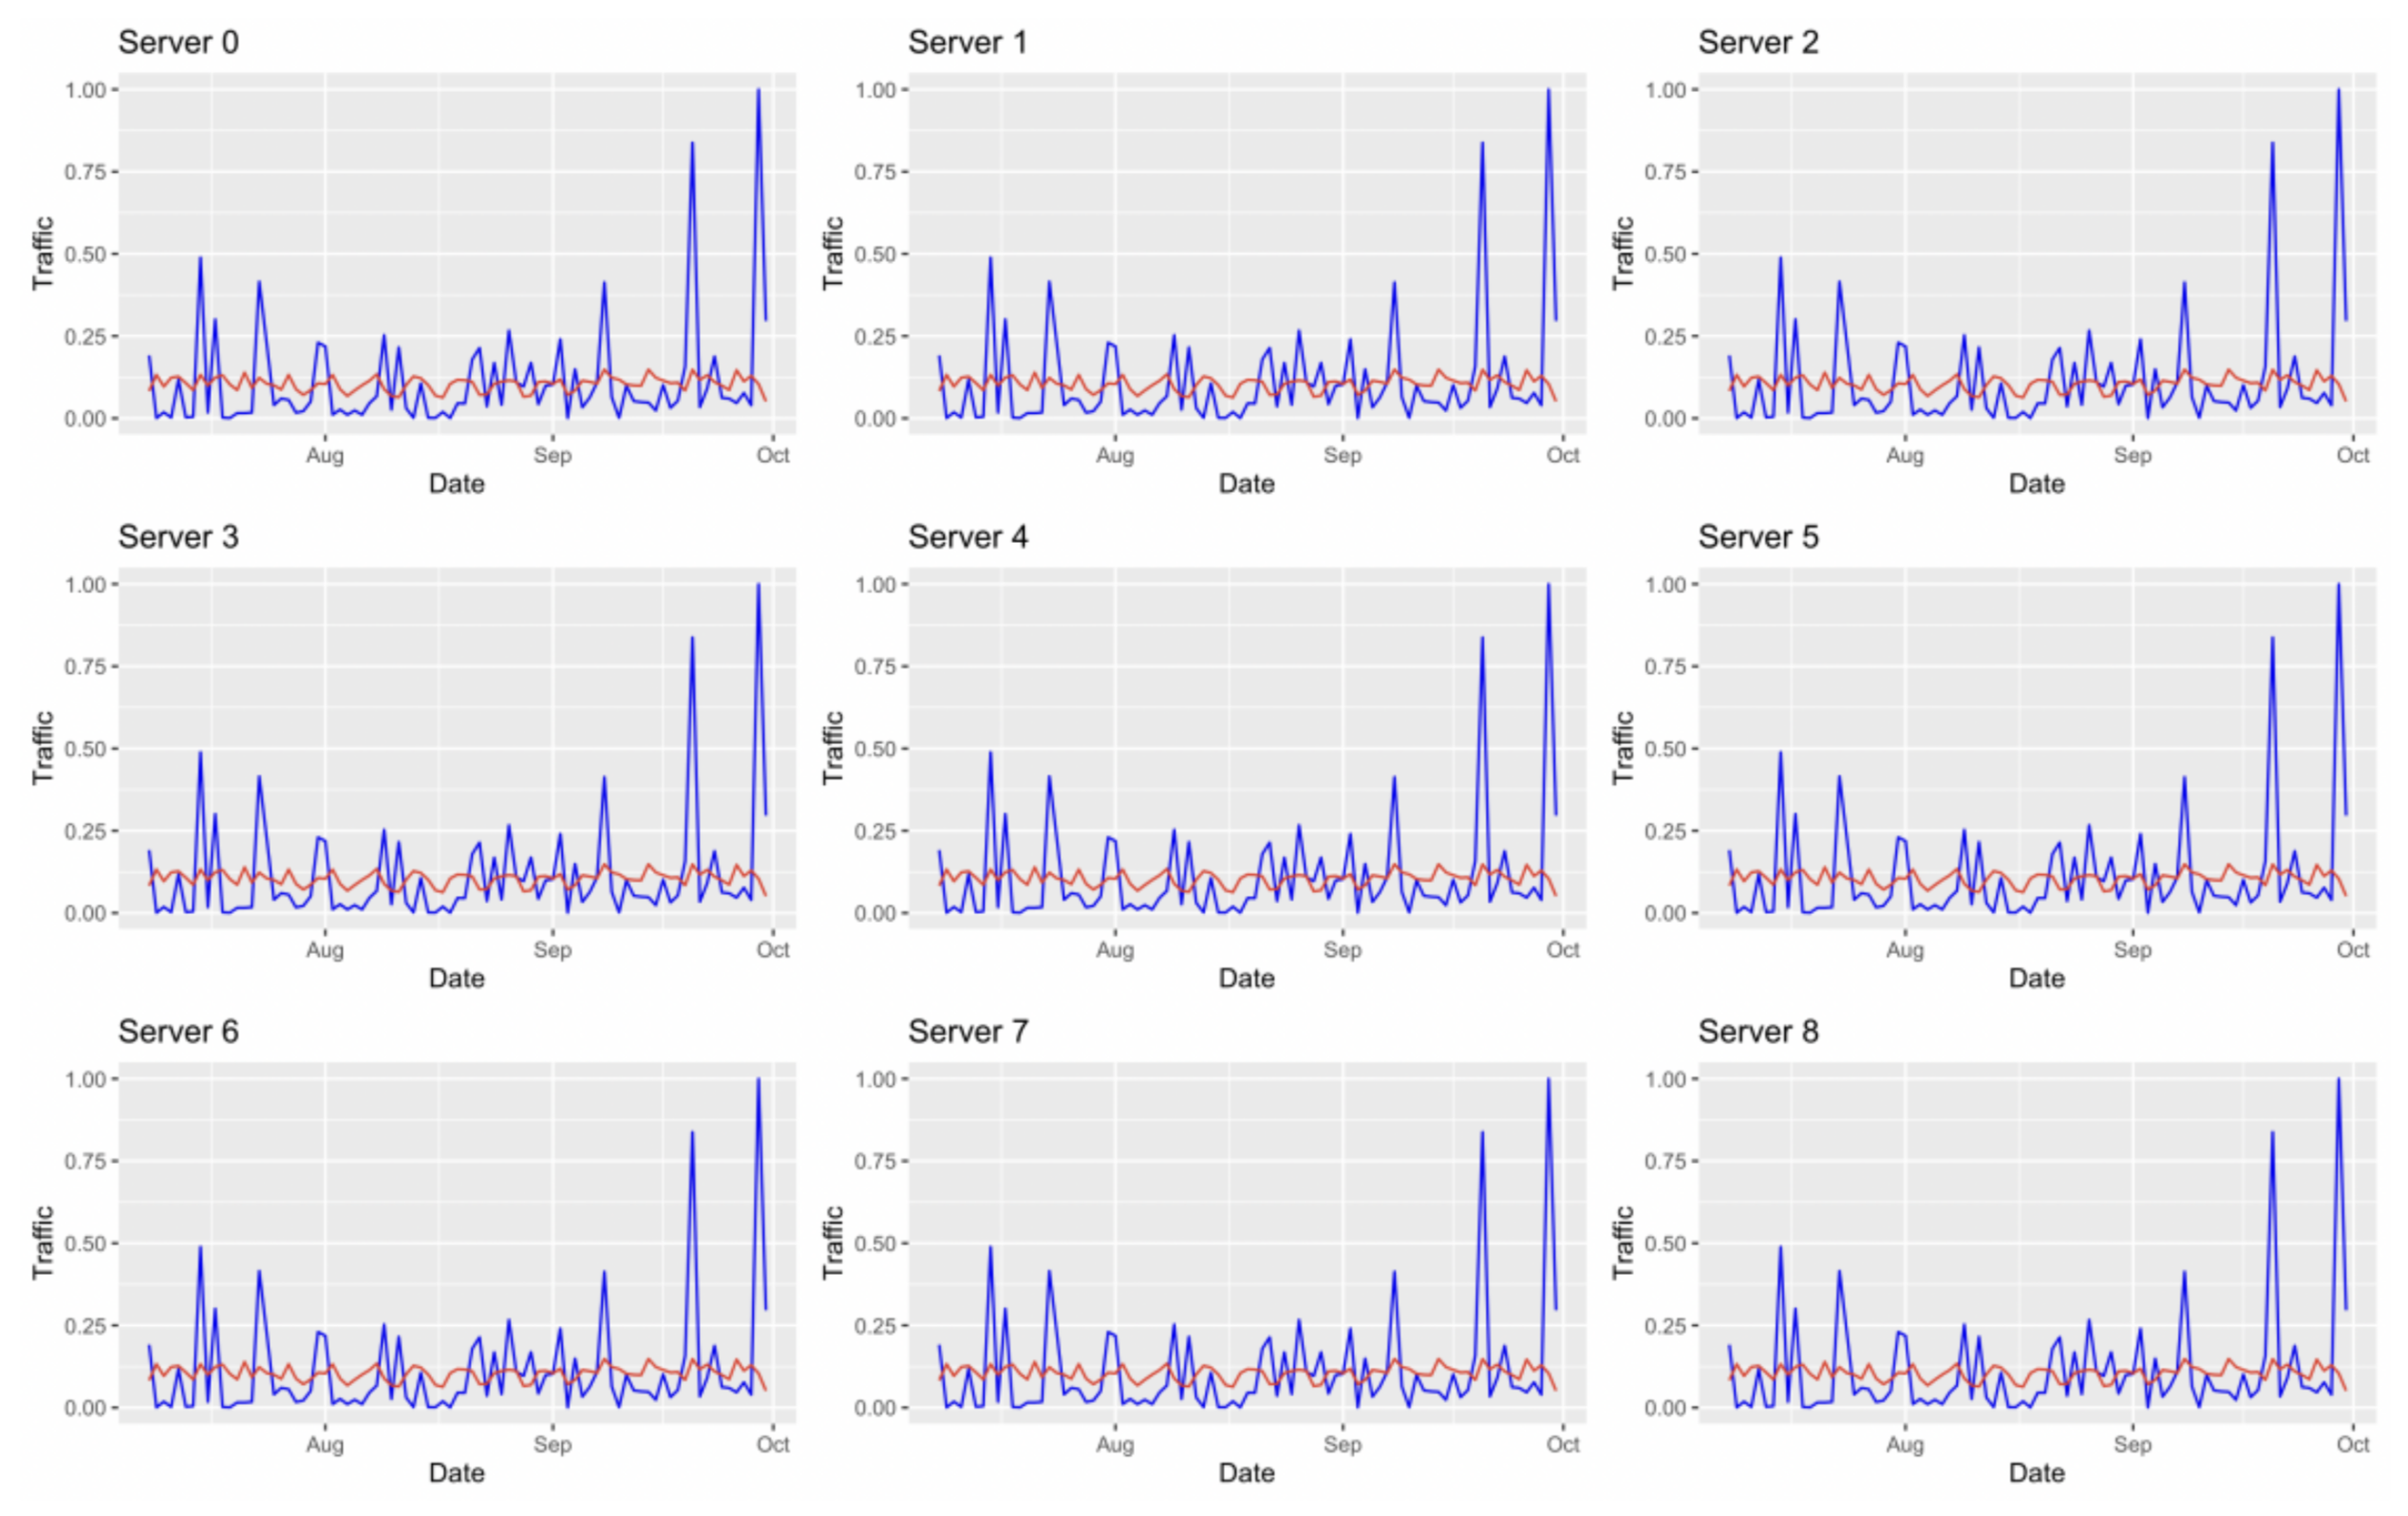 Server 0
Server 1
Server 2
1.00
0.75
0.50
0.25
0.00
Traffic
Aug
Sep
Oct
Date
1.00
0.75
0.50
0.25
0.00
Traffic
Aug
Sep
Oct
Date
1.00
0.75
0.50
0.25
0.00
Traffic
Aug
Sep
Oct
Date
Server 3
Server 4
Server 5
1.00
0.75
0.50
0.25
0.00
Traffic
Aug
Sep
Oct
Date
1.00
0.75
0.50
0.25
0.00
Traffic
Aug
Sep
Oct
Date
1.00
0.75
0.50
0.25
0.00
Traffic
Aug
Sep
Oct
Date
Server 6
Server 7
Server 8
1.00
0.75
0.50
0.25
0.00
Traffic
Aug
Sep
Oct
Date
1.00
0.75
0.50
0.25
0.00
Traffic
Aug
Sep
Oct
Date
1.00
0.75
0.50
0.25
0.00
Traffic
Aug
Sep
Oct
Date